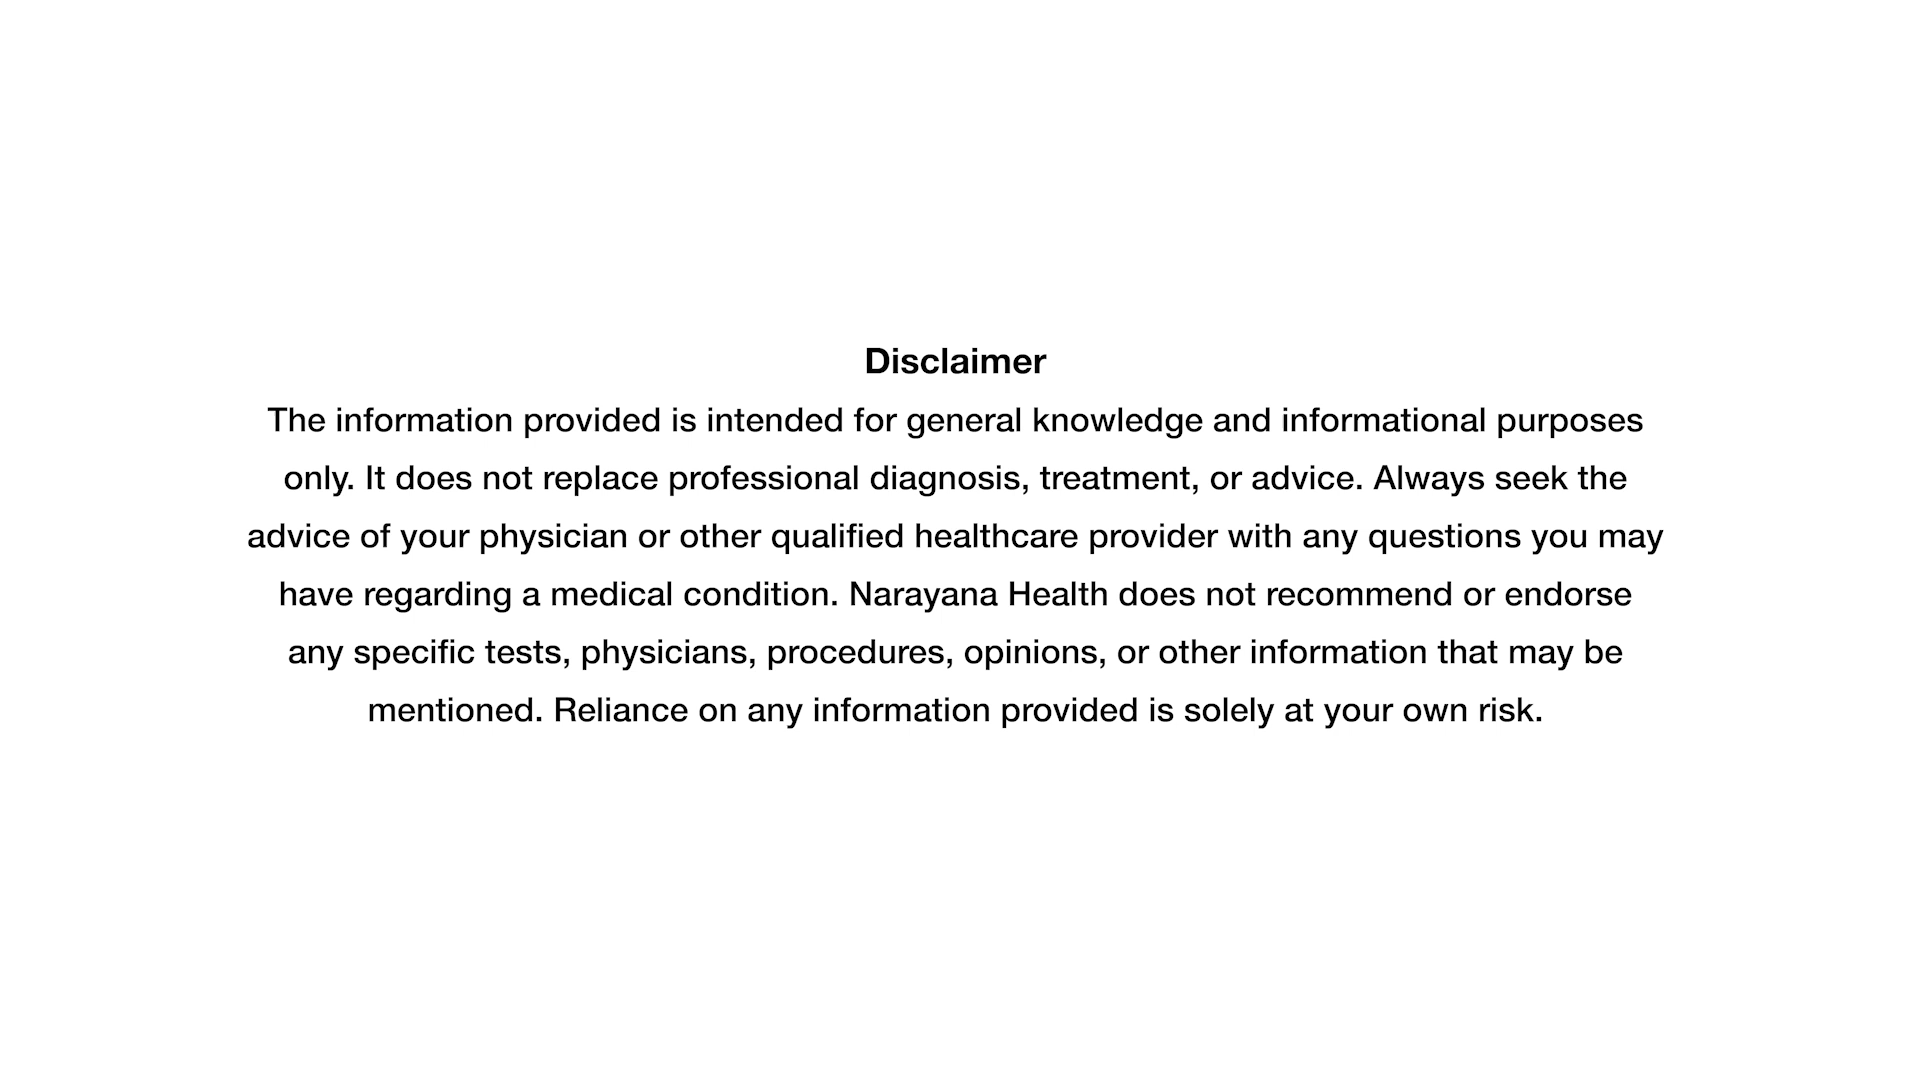 Disclaimer
The information provided is intended for general knowledge and informational purposes
only. It does not replace professional diagnosis, treatment, or advice. Always seek the
advice of your physician or other qualified healthcare provider with any questions you may
have regarding a medical condition. Narayana Health does not recommend or endorse
any specific tests, physicians, procedures, opinions, or other information that may be
mentioned. Reliance on any information provided is solely at your own risk.